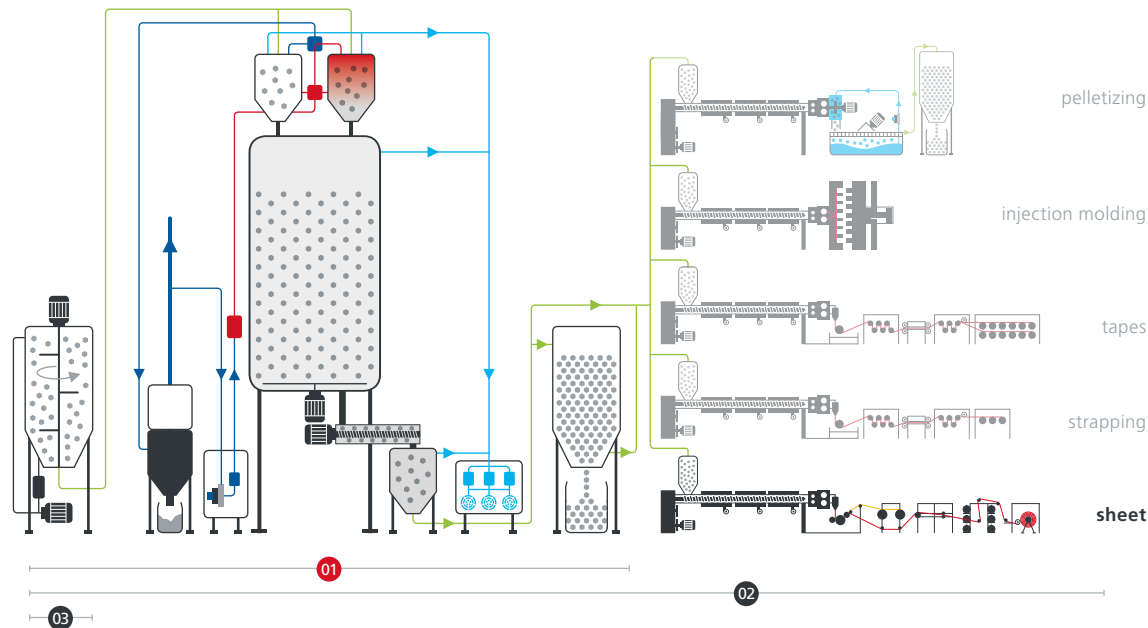 pelletizing
injection molding
tapes
strapping
sheet
01
02
03